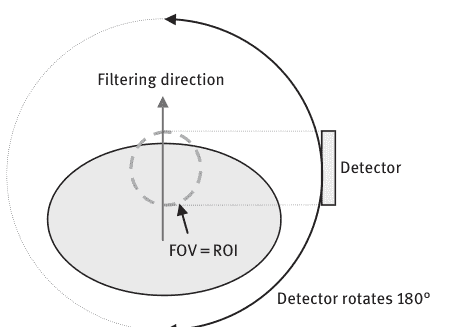 Filtering direction
Detector
FOV = ROI
Detector rotates 180°